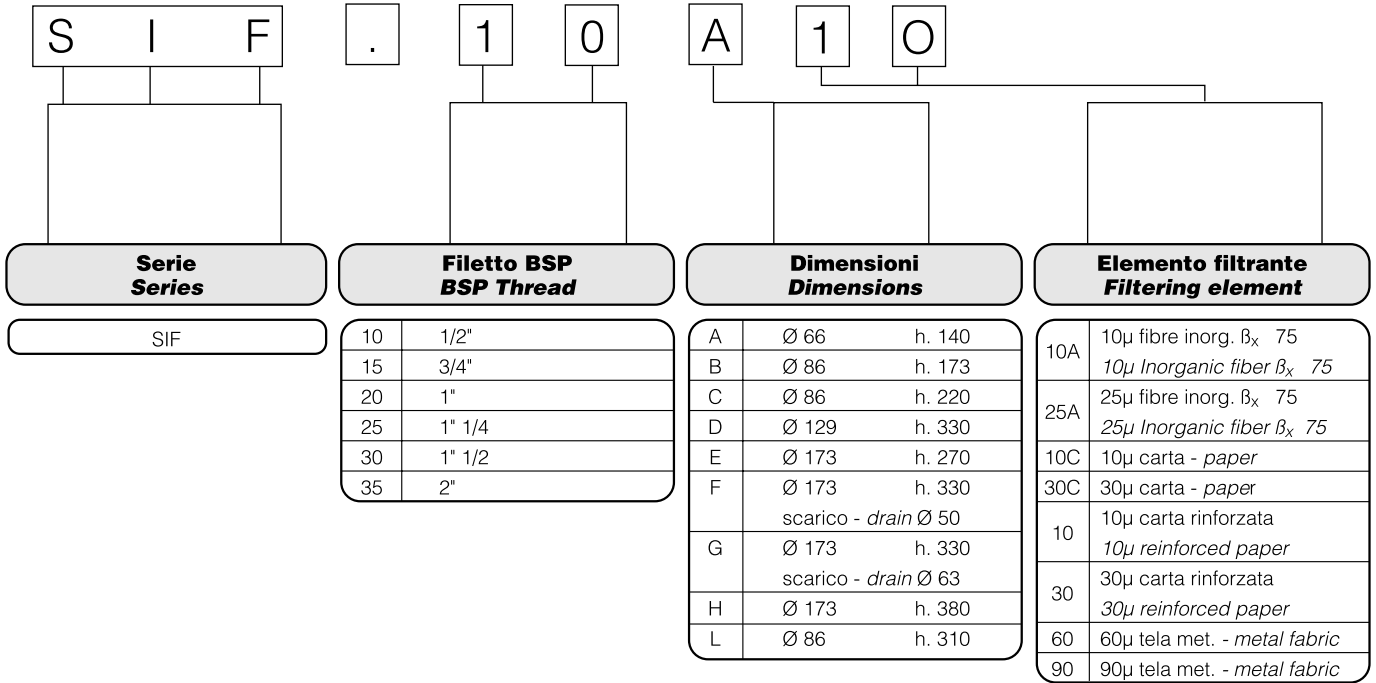 S I F . 1 0 A 1 O
Serie
Series
SIF
Filetto BSP
BSP Thread
10 1/2"
15 3/4"
20 1"
25 1" 1/4
30 1" 1/2
35 2"
Dimensioni
Dimensions
A Ø 66 h. 140
B Ø 86 h. 173
C Ø 86 h. 220
D Ø 129 h. 330
E Ø 173 h. 270
F Ø 173 h. 330
scarico - drain Ø 50
G Ø 173 h. 330
scarico - drain Ø 63
H Ø 173 h. 380
L Ø 86 h. 310
Elemento filtrante
Filtering element
10A 10µ fibre inorg. ßx 75
10µ Inorganic fiber ßx 75
25A 25µ fibre inorg. ßx 75
25µ Inorganic fiber ßx 75
10C 10µ carta - paper
30C 30µ carta - paper
10 10µ carta rinforzata
10µ reinforced paper
30 30µ carta rinforzata
30µ reinforced paper
60 60µ tela met. - metal fabric
90 90µ tela met. - metal fabric